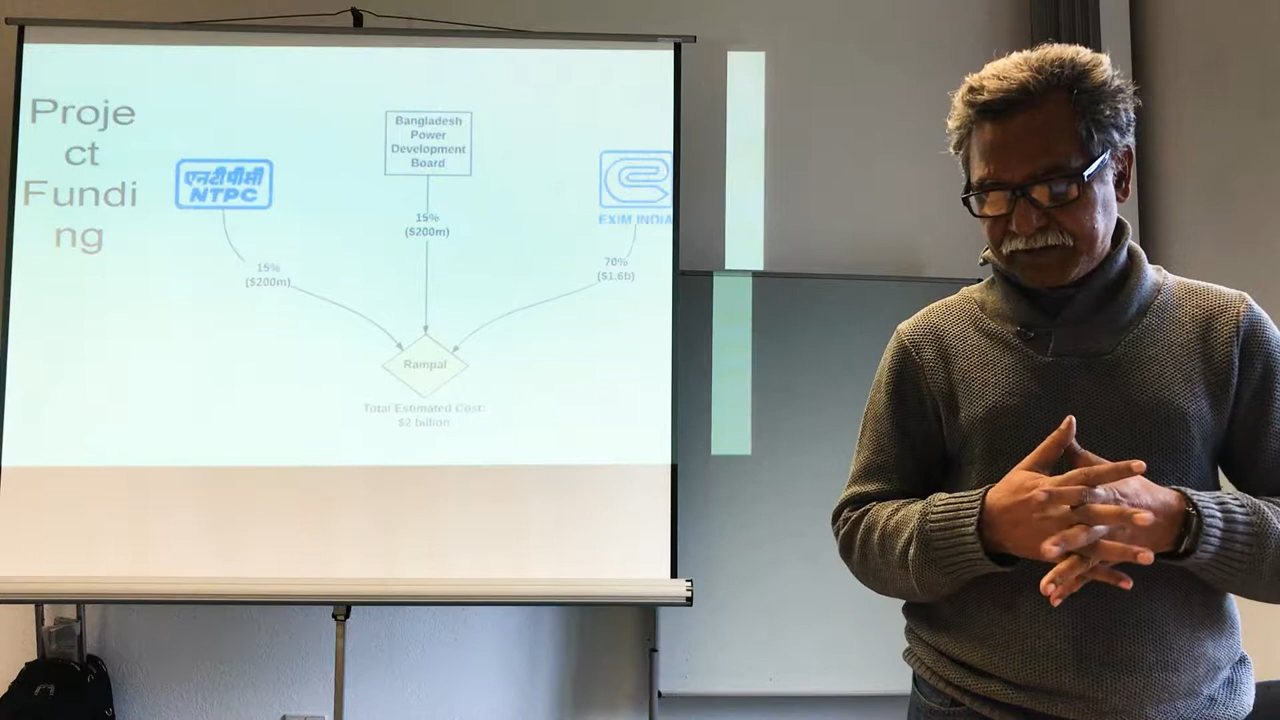 Proje
ct
Fundi
ng
एनटीपीसी
NTPC
Bangladesh
Power
Development
Board
EXIM INDIA
15%
($200m)
15%
($200m)
70%
($1.6b)
Rampal
Total Estimated Cost:
$2 billion